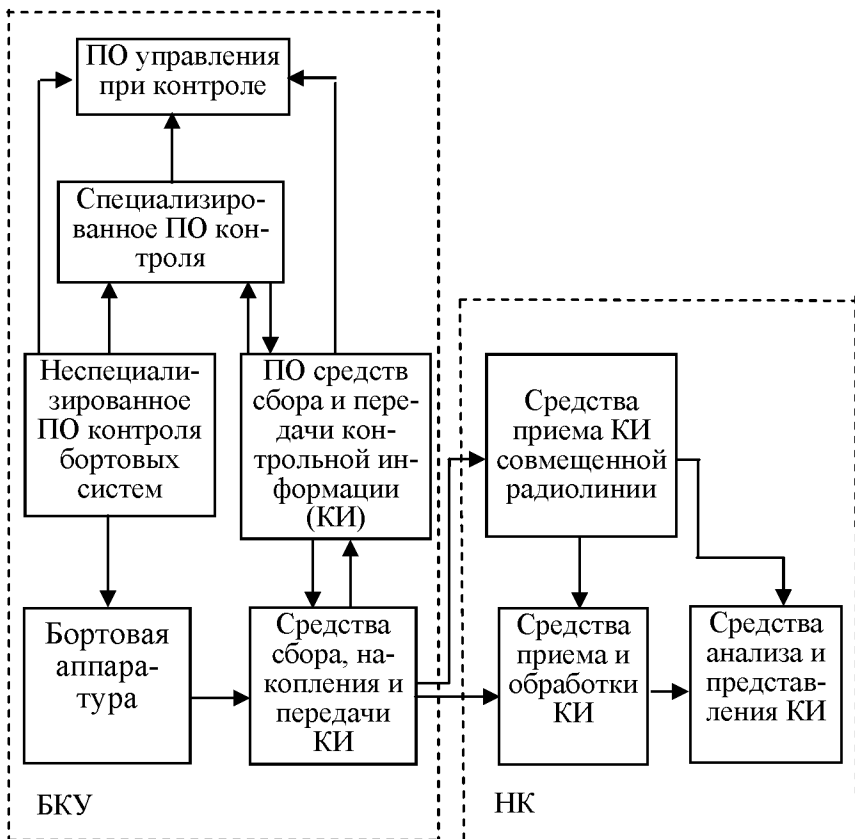 ПО управления
при контроле
Специализиро-
ванное ПО кон-
троля
Неспециали-
зированное
ПО контроля
бортовых
систем
ПО средств
сбора и пере-
дачи кон-
трольной ин-
формации
(КИ)
Средства
приема КИ
совмещенной
радиолинии
Бортовая
аппара-
тура
Средства
сбора, на-
копления и
передачи
КИ
Средства
приема и
обработки
КИ
Средства
анализа и
представ-
ления КИ
БКУ
НК